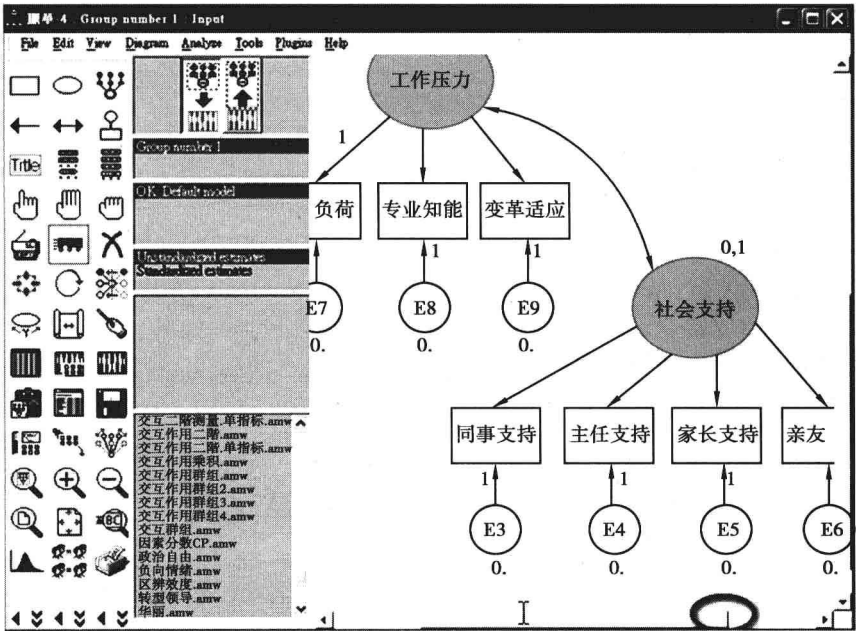 順华 4 : Group number 1 : Input
File Edit View Diagram Analyze Tools Plugins Help
Title
Group number 1
OK: Default model
Unstandardized estimates
Standardized estimates
交互二階测量.单指标.amw
交互作用二階.amw
交互作用二階.单指标.amw
交互作用乘积.amw
交互作用群组.amw
交互作用群组2.amw
交互作用群组3.amw
交互作用群组4.amw
交互群组.amw
因素分数CP.amw
政治自由.amw
负向情绪.amw
区辨效度.amw
转型领导.amw
华丽.amw
工作压力
1
负荷 专业知能 变革适应
1 1
E7 E8 E9
0. 0. 0.
0,1
社会支持
同事支持 主任支持 家长支持 亲友
1 1 1
E3 E4 E5 E6
0. 0. 0. 0.